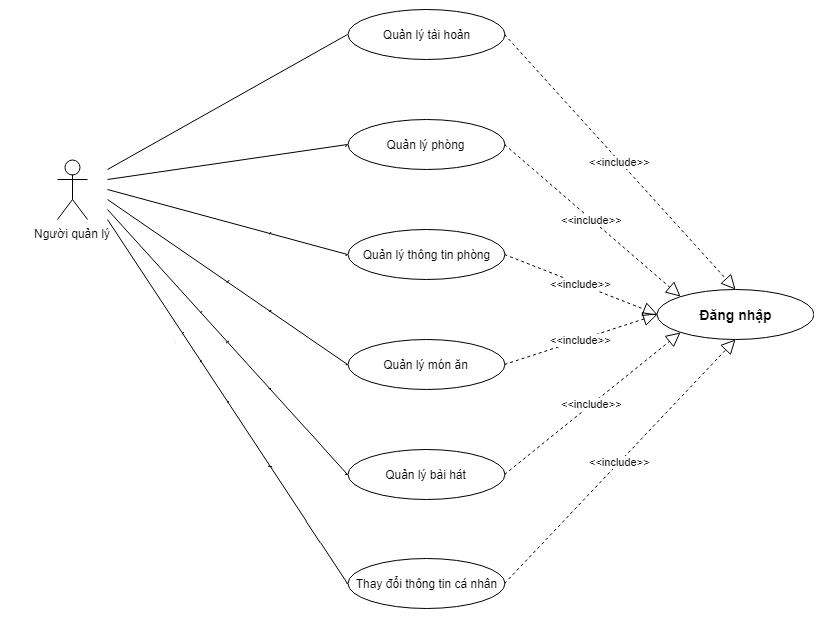 Quản lý tài hoản
<<include>>
Quản lý phòng
<<include>>
Người quản lý
Quản lý thông tin phòng
<<include>>
Đăng nhập
<<include>>
Quản lý món ăn
<<include>>
Quản lý bài hát
<<include>>
Thay đổi thông tin cá nhân